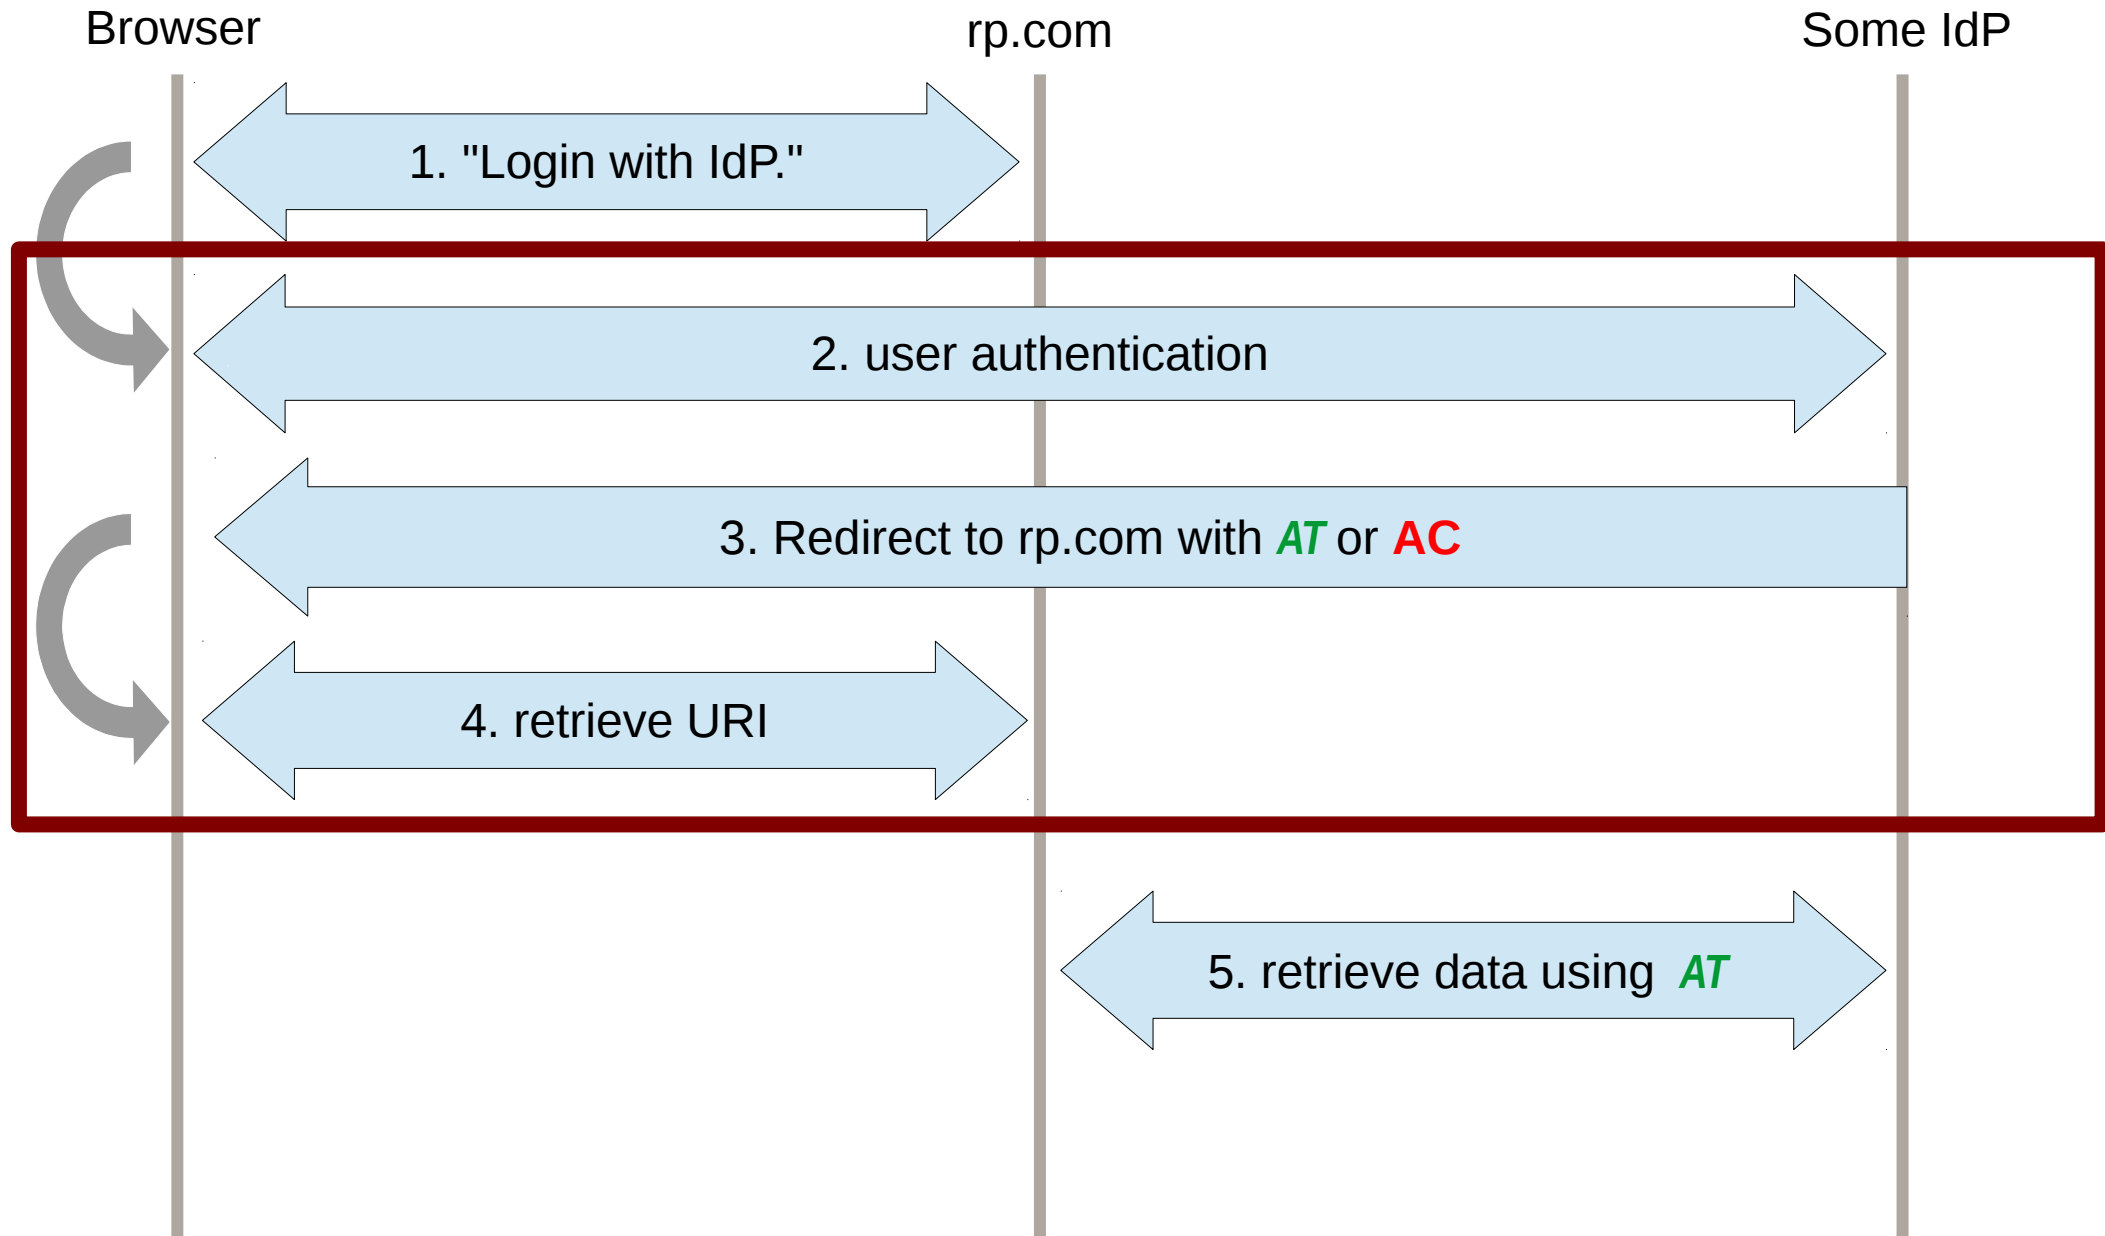 Browser
rp.com
Some IdP
1. "Login with IdP."
2. user authentication
3. Redirect to rp.com with AT or AC
4. retrieve URI
5. retrieve data using AT